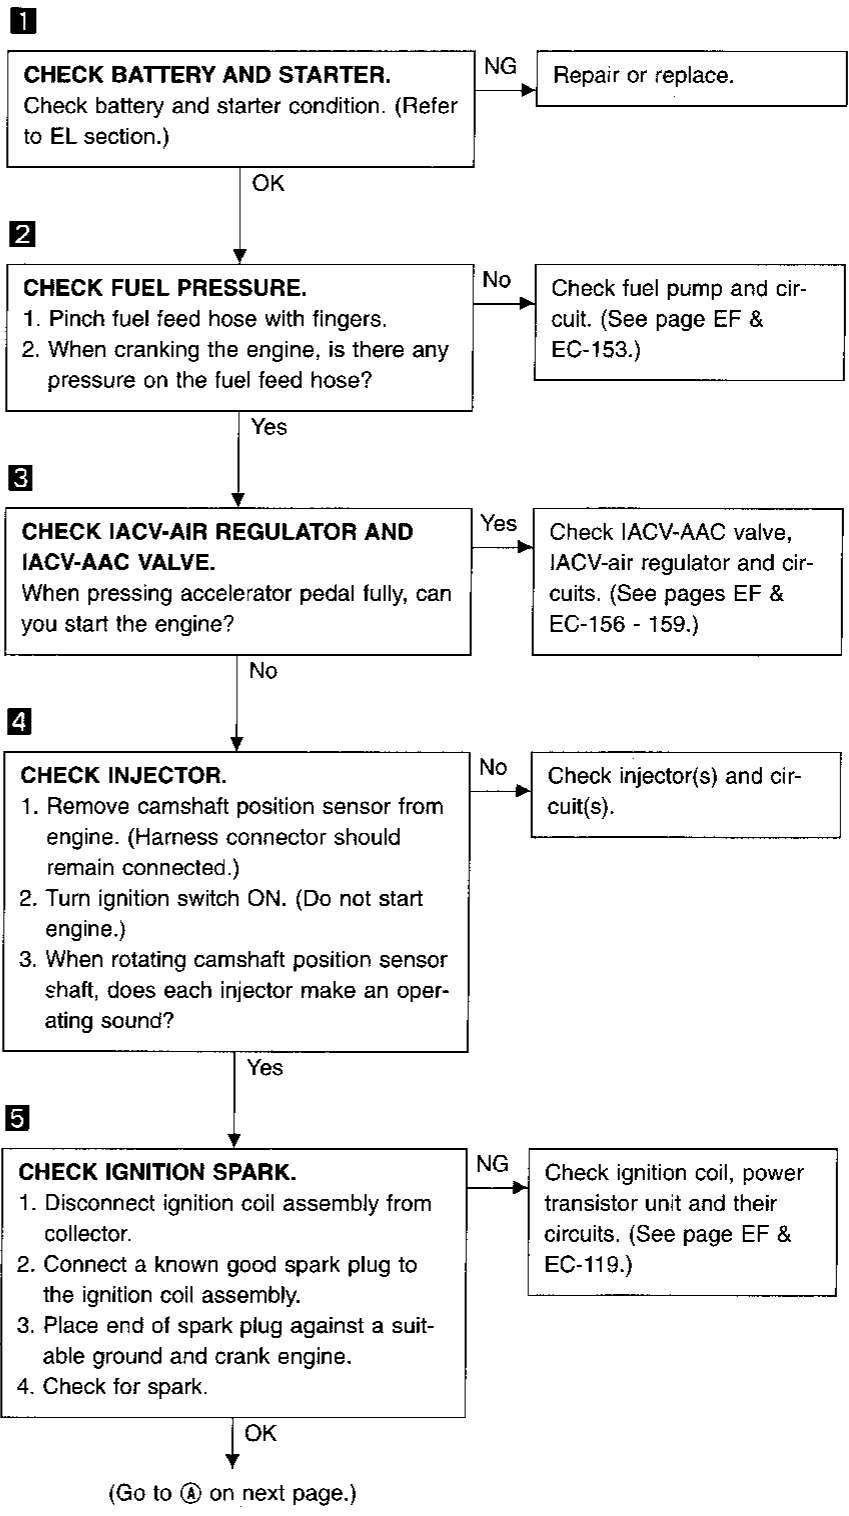 1
CHECK BATTERY AND STARTER.
Check battery and starter condition. (Refer
to EL section.)
NG
Repair or replace.
OK
2
CHECK FUEL PRESSURE.
1. Pinch fuel feed hose with fingers.
2. When cranking the engine, is there any
pressure on the fuel feed hose?
No
Check fuel pump and cir-
cuit. (See page EF &
EC-153.)
Yes
3
CHECK IACV-AIR REGULATOR AND
IACV-AAC VALVE.
When pressing accelerator pedal fully, can
you start the engine?
Yes
Check IACV-AAC valve,
IACV-air regulator and cir-
cuits. (See pages EF &
EC-156 - 159.)
No
4
CHECK INJECTOR.
1. Remove camshaft position sensor from
engine. (Harness connector should
remain connected.)
2. Turn ignition switch ON. (Do not start
engine.)
3. When rotating camshaft position sensor
shaft, does each injector make an oper-
ating sound?
No
Check injector(s) and cir-
cuit(s).
Yes
5
CHECK IGNITION SPARK.
1. Disconnect ignition coil assembly from
collector.
2. Connect a known good spark plug to
the ignition coil assembly.
3. Place end of spark plug against a suit-
able ground and crank engine.
4. Check for spark.
NG
Check ignition coil, power
transistor unit and their
circuits. (See page EF &
EC-119.)
OK
(Go to Ⓐ on next page.)